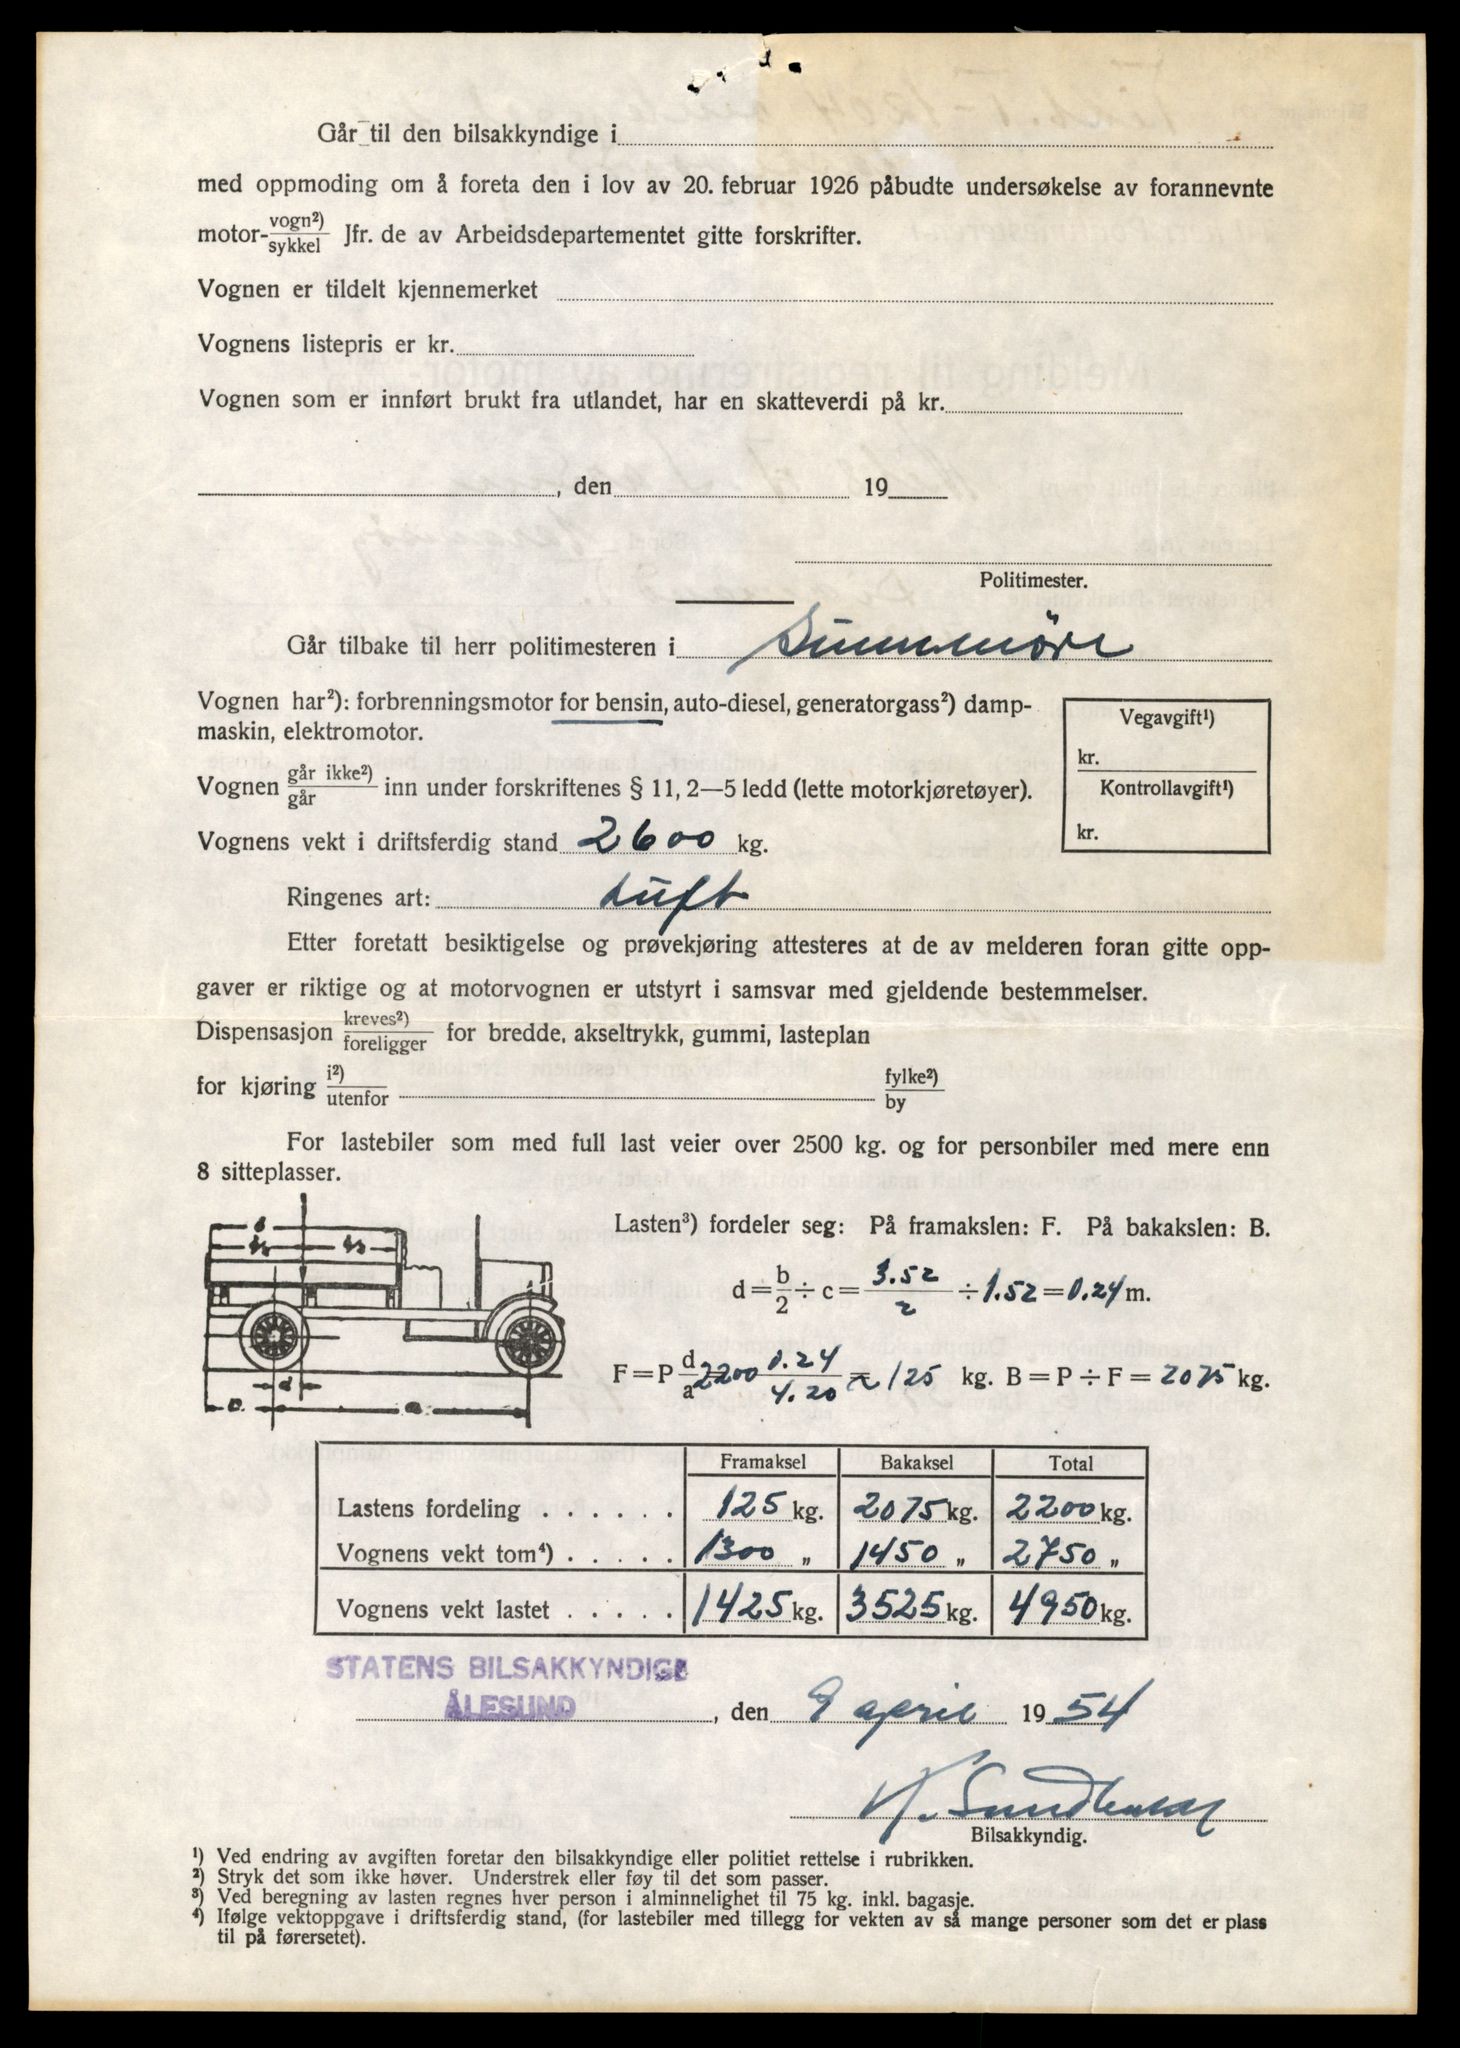 Går til den bilsakkyndige i
med oppmoding om å foreta den i lov av 20. februar 1926 påbudte undersøkelse av forannevnte
motor- vogn²) / sykkel Jfr. de av Arbeidsdepartementet gitte forskrifter.
Vognen er tildelt kjennemerket
Vognens listepris er kr.
Vognen som er innført brukt fra utlandet, har en skatteverdi på kr.
, den 19
Politimester.
Går tilbake til herr politimesteren i Sunnmöre
Vognen har²): forbrenningsmotor for bensin, auto-diesel, generatorgass²) damp-
maskin, elektromotor.
Vegavgift¹)
kr.
Kontrollavgift¹)
kr.
Vognen går ikke²) / går inn under forskriftenes § 11, 2—5 ledd (lette motorkjøretøyer).
Vognens vekt i driftsferdig stand 2600 kg.
Ringenes art: Luft
Etter foretatt besiktigelse og prøvekjøring attesteres at de av melderen foran gitte opp-
gaver er riktige og at motorvognen er utstyrt i samsvar med gjeldende bestemmelser.
Dispensasjon kreves²) / foreligger for bredde, akseltrykk, gummi, lasteplan
for kjøring i²) / utenfor fylke²) / by
For lastebiler som med full last veier over 2500 kg. og for personbiler med mere enn
8 sitteplasser.
b
b/2 b/2
d
c a
Lasten³) fordeler seg: På framakslen: F. På bakakslen: B.
d = b/2 ÷ c = 3.52/2 ÷ 1.52 = 0.24 m.
F = P d/a 2200 0.24/4.20 = ~ 125 kg. B = P ÷ F = 2075 kg.
Framaksel Bakaksel Total
Lastens fordeling . . . . . . 125 kg. 2075 kg. 2200 kg.
Vognens vekt tom⁴) . . . . . 1300 „ 1450 „ 2750 „
Vognens vekt lastet . . . . . 1425 kg. 3525 kg. 4950 kg.
STATENS BILSAKKYNDIGE
ÅLESUND , den 9 april 1954
Bilsakkyndig.
¹) Ved endring av avgiften foretar den bilsakkyndige eller politiet rettelse i rubrikken.
²) Stryk det som ikke høver. Understrek eller føy til det som passer.
³) Ved beregning av lasten regnes hver person i alminnelighet til 75 kg. inkl. bagasje.
⁴) Ifølge vektoppgave i driftsferdig stand, (for lastebiler med tillegg for vekten av så mange personer som det er plass
til på førersetet).